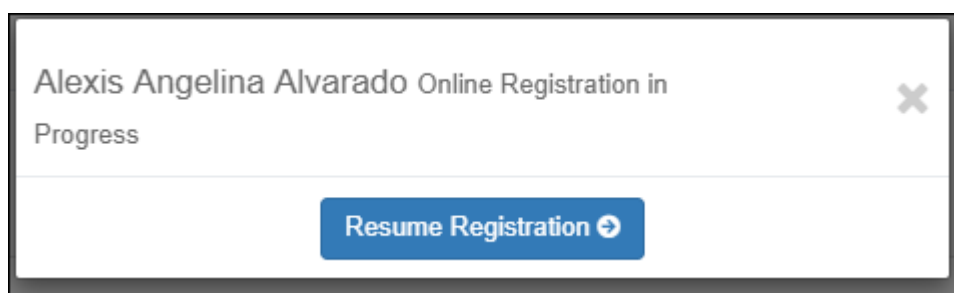 Alexis Angelina Alvarado Online Registration in
Progress
Resume Registration